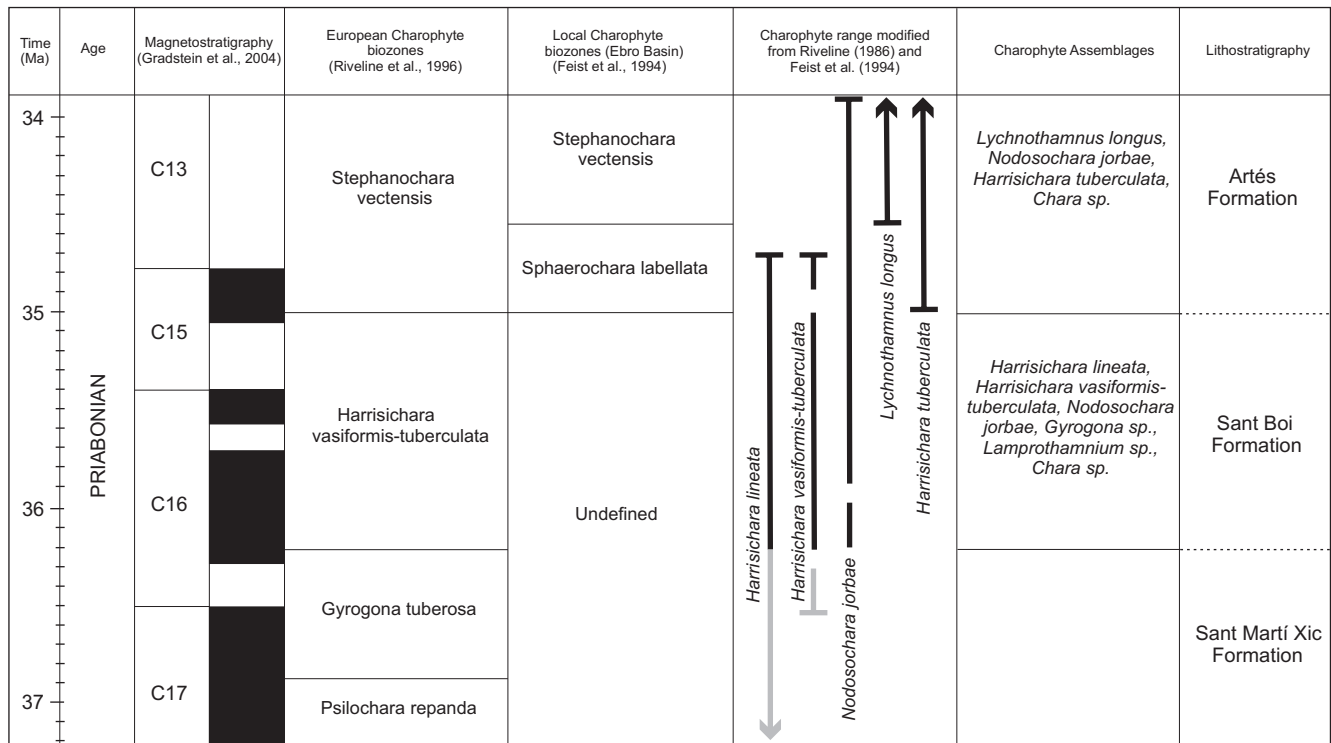 Time
(Ma)
Age
Magnetostratigraphy
(Gradstein et al., 2004)
European Charophyte
biozones
(Riveline et al., 1996)
Local Charophyte
biozones (Ebro Basin)
(Feist et al., 1994)
Charophyte range modified
from Riveline (1986) and
Feist et al. (1994)
Charophyte Assemblages
Lithostratigraphy
34
35
36
37
PRIABONIAN
C13
C15
C16
C17
Stephanochara
vectensis
Harrisichara
vasiformis-tuberculata
Gyrogona tuberosa
Psilochara repanda
Stephanochara
vectensis
Sphaerochara labellata
Undefined
Harrisichara lineata
Harrisichara vasiformis-tuberculata
Nodosochara jorbae
Lychnothamnus longus
Harrisichara tuberculata
Lychnothamnus longus,
Nodosochara jorbae,
Harrisichara tuberculata,
Chara sp.
Harrisichara lineata,
Harrisichara vasiformis-
tuberculata, Nodosochara
jorbae, Gyrogona sp.,
Lamprothamnium sp.,
Chara sp.
Artés
Formation
Sant Boi
Formation
Sant Martí Xic
Formation